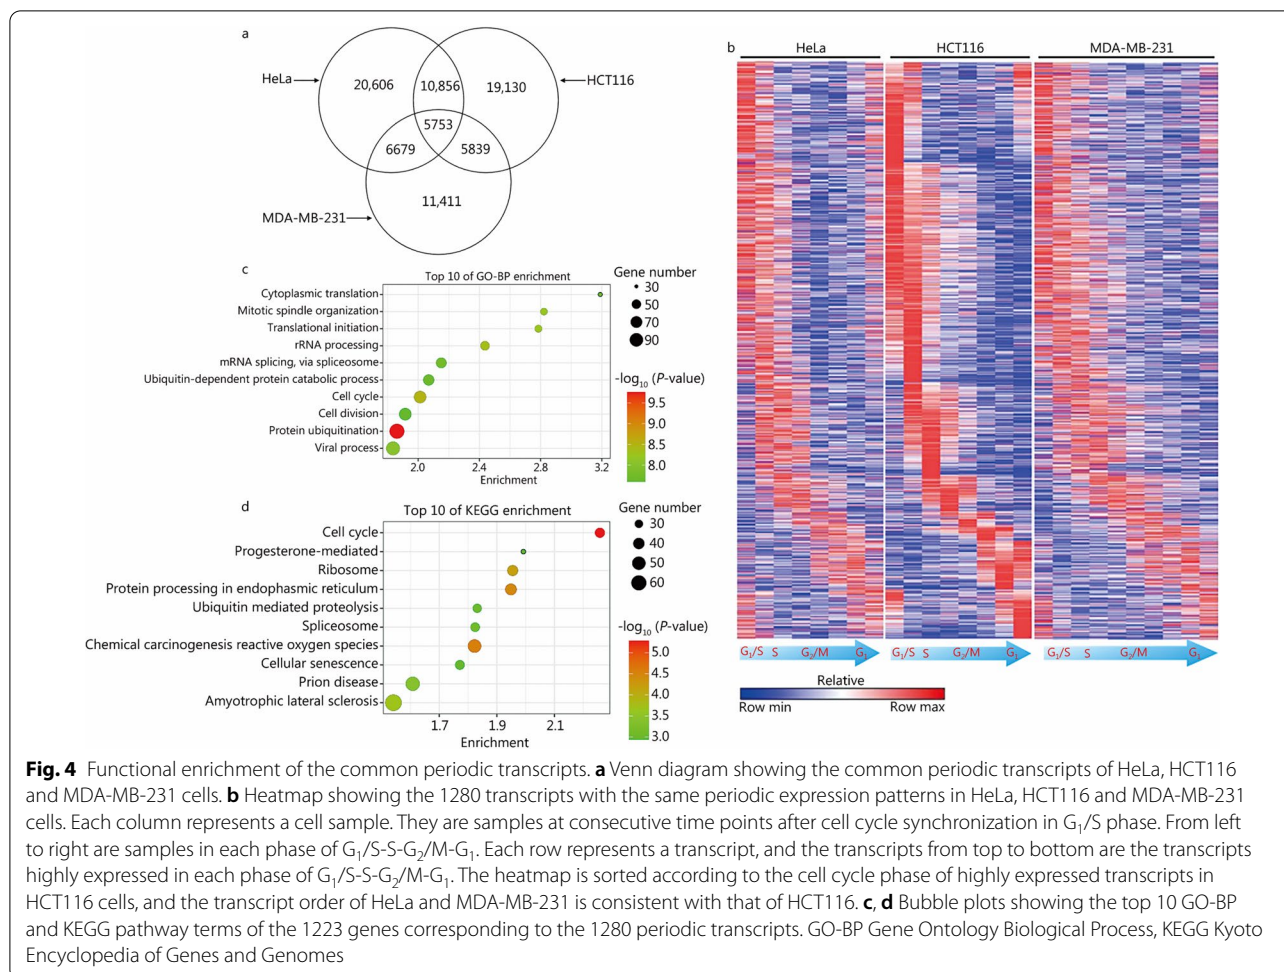 a
HeLa
20,606
10,856
19,130
HCT116
5753
6679
5839
MDA-MB-231
11,411
b
HeLa
HCT116
MDA-MB-231
G1/S
S
G2/M
G1
G1/S
S
G2/M
G1
G1/S
S
G2/M
G1
Relative
Row min
Row max
c
Top 10 of GO-BP enrichment
Cytoplasmic translation
Mitotic spindle organization
Translational initiation
rRNA processing
mRNA splicing, via spliceosome
Ubiquitin-dependent protein catabolic process
Cell cycle
Cell division
Protein ubiquitination
Viral process
2.0
2.4
2.8
3.2
Enrichment
Gene number
30
50
70
90
-log10 (P-value)
9.5
9.0
8.5
8.0
d
Top 10 of KEGG enrichment
Cell cycle
Progesterone-mediated
Ribosome
Protein processing in endophasmic reticulum
Ubiquitin mediated proteolysis
Spliceosome
Chemical carcinogenesis reactive oxygen species
Cellular senescence
Prion disease
Amyotrophic lateral sclerosis
1.7
1.9
2.1
Enrichment
Gene number
30
40
50
60
-log10 (P-value)
5.0
4.5
4.0
3.5
3.0
Fig. 4 Functional enrichment of the common periodic transcripts. a Venn diagram showing the common periodic transcripts of HeLa, HCT116
and MDA-MB-231 cells. b Heatmap showing the 1280 transcripts with the same periodic expression patterns in HeLa, HCT116 and MDA-MB-231
cells. Each column represents a cell sample. They are samples at consecutive time points after cell cycle synchronization in G1/S phase. From left
to right are samples in each phase of G1/S-S-G2/M-G1. Each row represents a transcript, and the transcripts from top to bottom are the transcripts
highly expressed in each phase of G1/S-S-G2/M-G1. The heatmap is sorted according to the cell cycle phase of highly expressed transcripts in
HCT116 cells, and the transcript order of HeLa and MDA-MB-231 is consistent with that of HCT116. c, d Bubble plots showing the top 10 GO-BP
and KEGG pathway terms of the 1223 genes corresponding to the 1280 periodic transcripts. GO-BP Gene Ontology Biological Process, KEGG Kyoto
Encyclopedia of Genes and Genomes